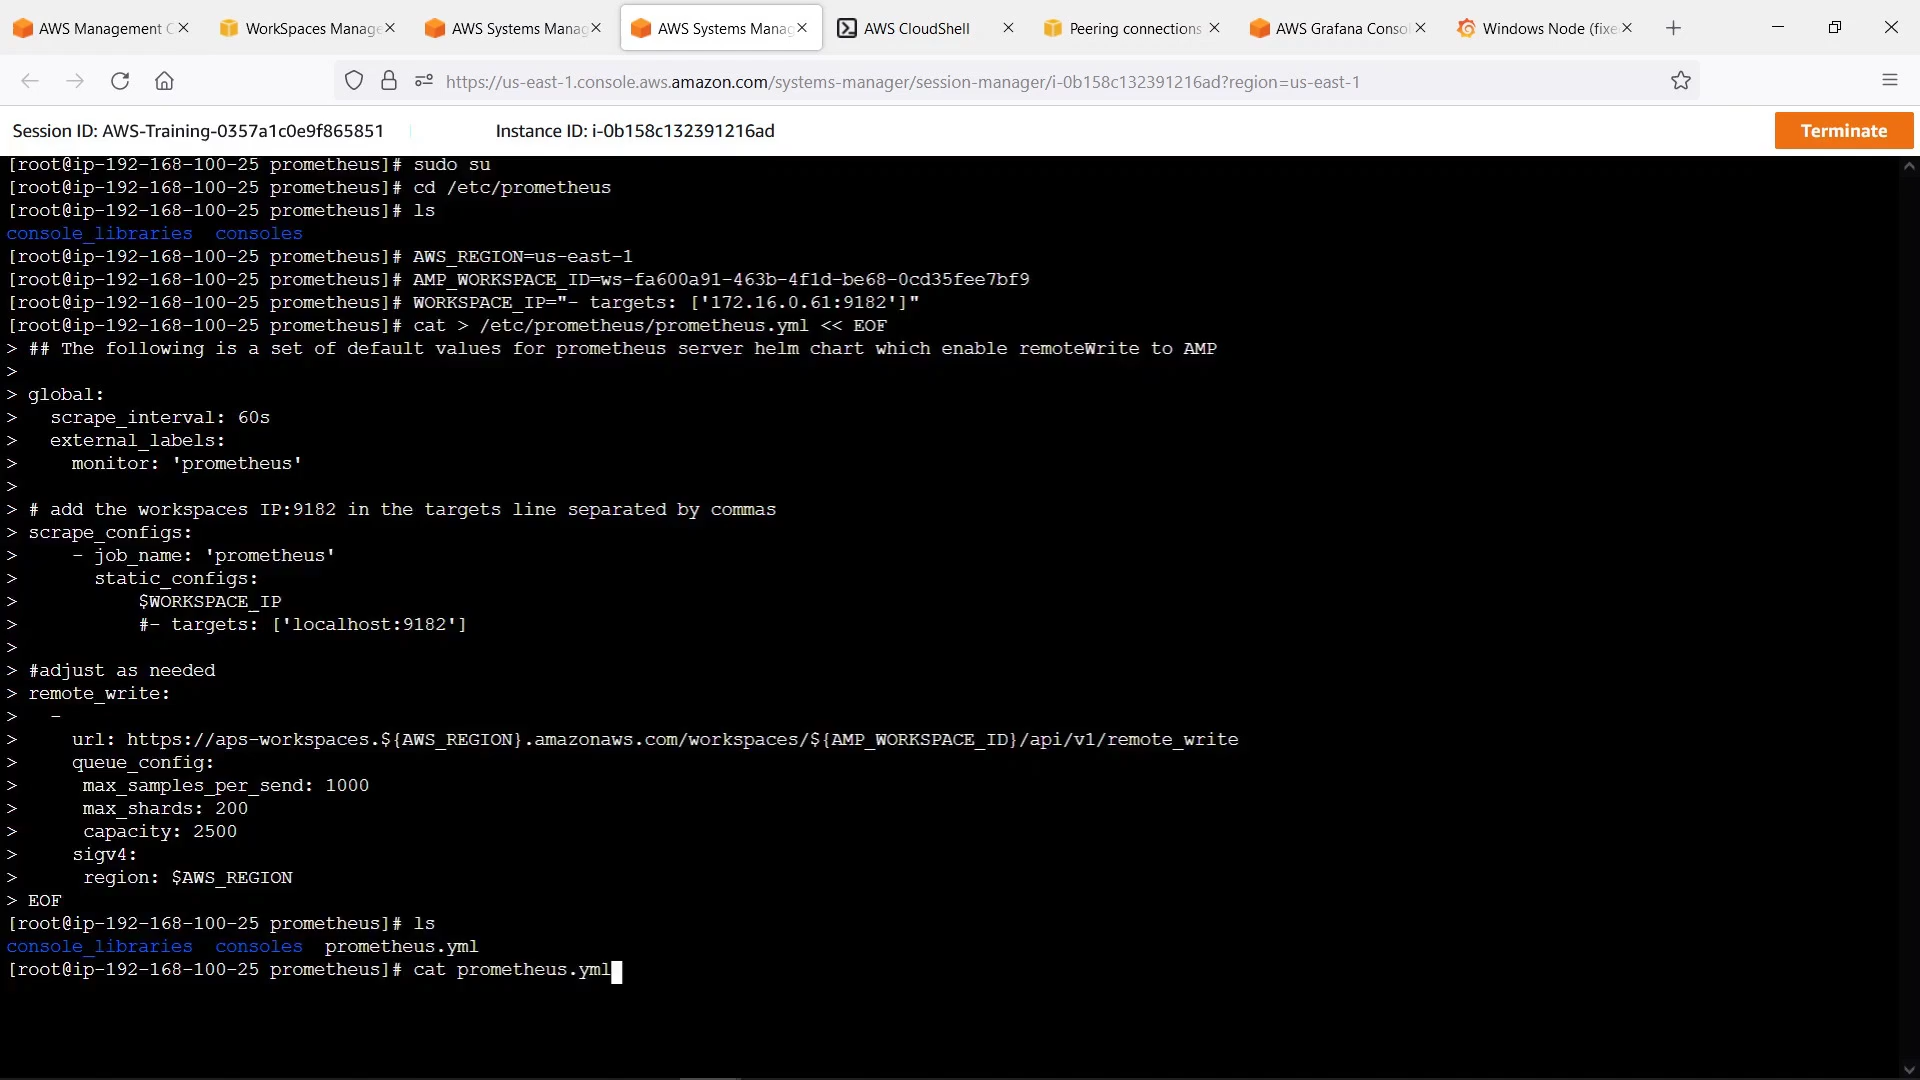 AWS Management C
WorkSpaces Manage
AWS Systems Manag
AWS Systems Manag
AWS CloudShell
Peering connections
AWS Grafana Consol
Windows Node (fixe
https://us-east-1.console.aws.amazon.com/systems-manager/session-manager/i-0b158c132391216ad?region=us-east-1
Session ID: AWS-Training-0357a1c0e9f865851
Instance ID: i-0b158c132391216ad
Terminate
[root@ip-192-168-100-25 prometheus]# sudo su
[root@ip-192-168-100-25 prometheus]# cd /etc/prometheus
[root@ip-192-168-100-25 prometheus]# ls
console_libraries  consoles
[root@ip-192-168-100-25 prometheus]# AWS_REGION=us-east-1
[root@ip-192-168-100-25 prometheus]# AMP_WORKSPACE_ID=ws-fa600a91-463b-4f1d-be68-0cd35fee7bf9
[root@ip-192-168-100-25 prometheus]# WORKSPACE_IP="- targets: ['172.16.0.61:9182']"
[root@ip-192-168-100-25 prometheus]# cat > /etc/prometheus/prometheus.yml << EOF
> ## The following is a set of default values for prometheus server helm chart which enable remoteWrite to AMP
>
> global:
>   scrape_interval: 60s
>   external_labels:
>     monitor: 'prometheus'
>
> # add the workspaces IP:9182 in the targets line separated by commas
> scrape_configs:
>     - job_name: 'prometheus'
>       static_configs:
>           $WORKSPACE_IP
>           #- targets: ['localhost:9182']
>
> #adjust as needed
> remote_write:
>   -
>     url: https://aps-workspaces.${AWS_REGION}.amazonaws.com/workspaces/${AMP_WORKSPACE_ID}/api/v1/remote_write
>     queue_config:
>      max_samples_per_send: 1000
>      max_shards: 200
>      capacity: 2500
>     sigv4:
>      region: $AWS_REGION
> EOF
[root@ip-192-168-100-25 prometheus]# ls
console_libraries  consoles  prometheus.yml
[root@ip-192-168-100-25 prometheus]# cat prometheus.yml